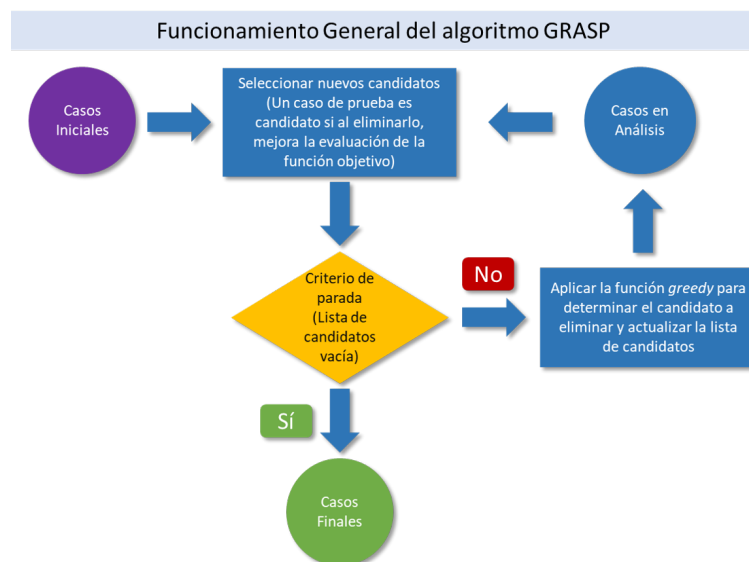 Funcionamiento General del algoritmo GRASP
Casos
Iniciales
Seleccionar nuevos candidatos
(Un caso de prueba es
candidato si al eliminarlo,
mejora la evaluación de la
función objetivo)
Casos en
Análisis
Criterio de
parada
(Lista de
candidatos
vacía)
No
Aplicar la función greedy para
determinar el candidato a
eliminar y actualizar la lista
de candidatos
Sí
Casos
Finales